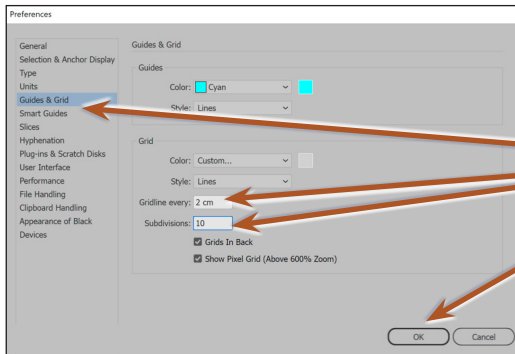 Preferences
General
Selection & Anchor Display
Type
Units
Guides & Grid
Smart Guides
Slices
Hyphenation
Plug-ins & Scratch Disks
User Interface
Performance
File Handling
Clipboard Handling
Appearance of Black
Devices
Guides & Grid
Guides
Color: Cyan
Style: Lines
Grid
Color: Custom...
Style: Lines
Gridline every: 2 cm
Subdivisions: 10
Grids In Back
Show Pixel Grid (Above 600% Zoom)
OK
Cancel